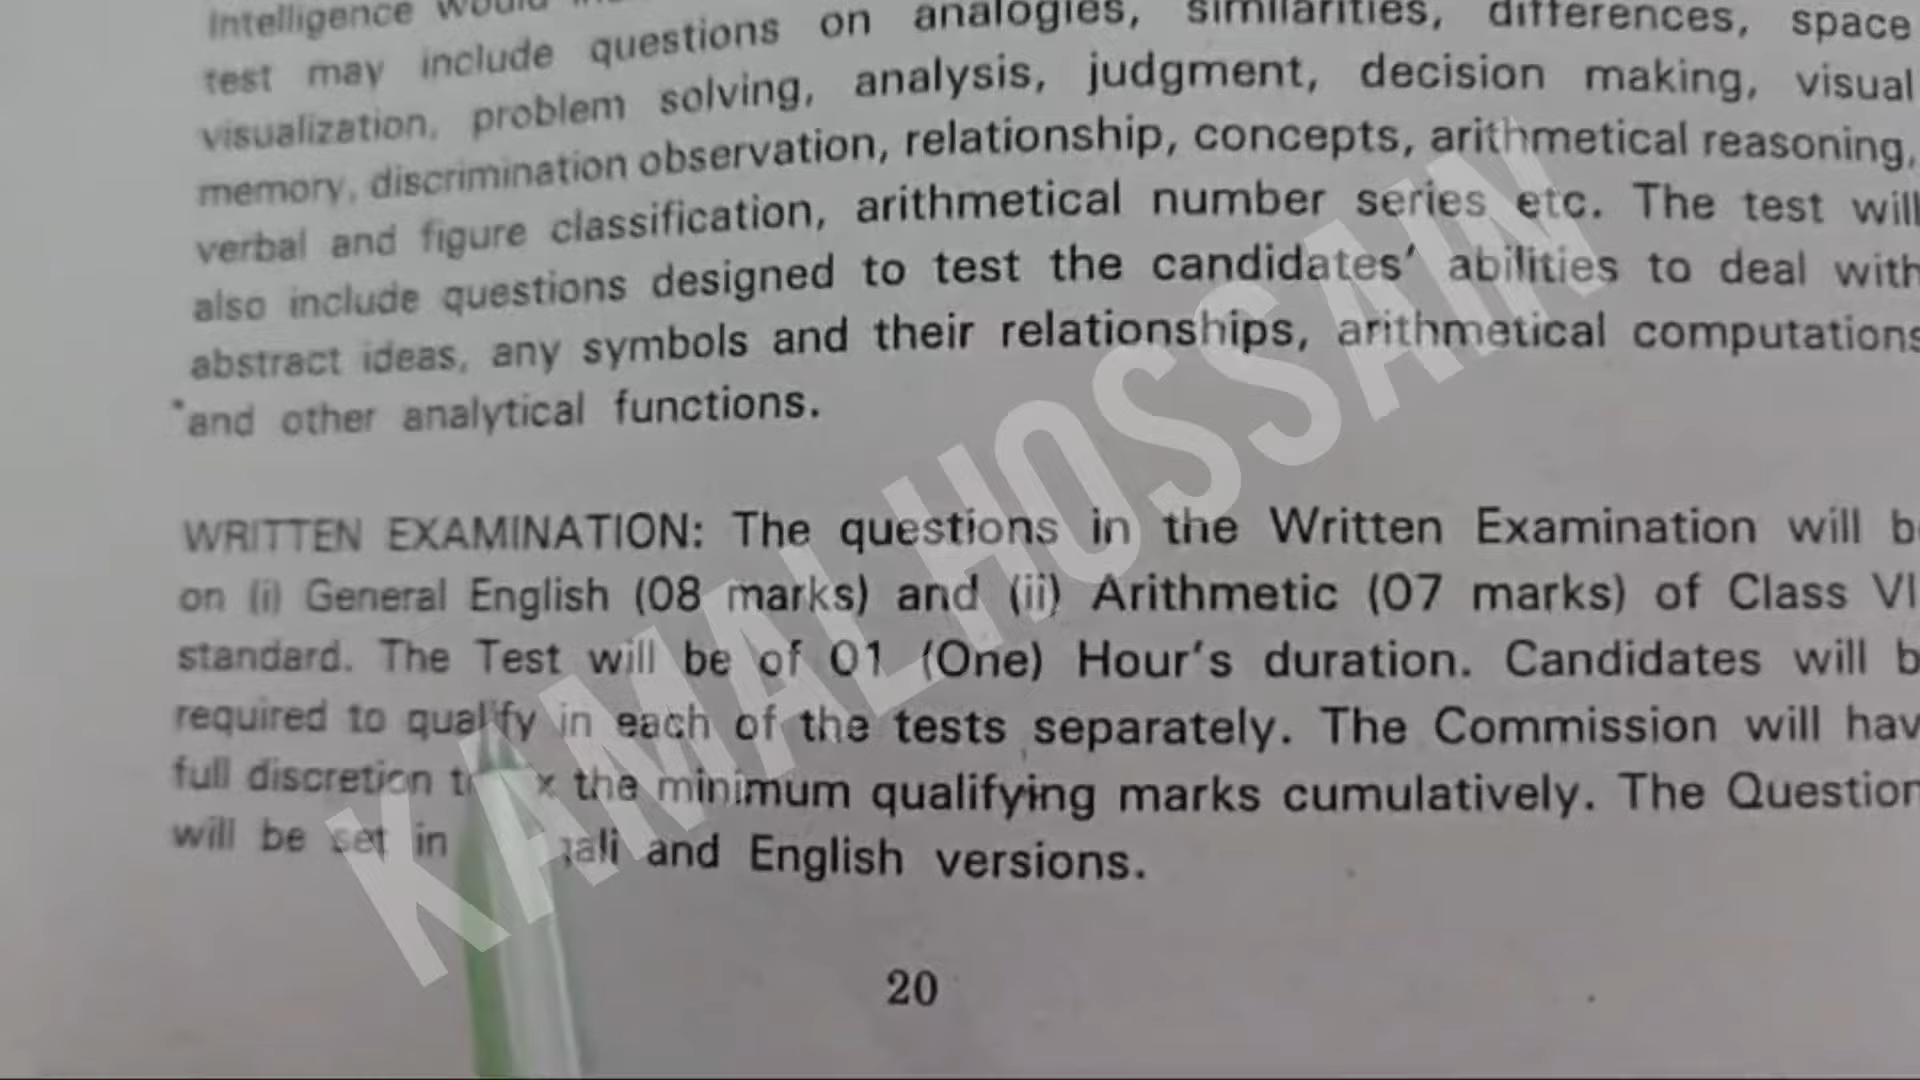 Intelligence would
test may include questions on analogies, similarities, differences, space
visualization, problem solving, analysis, judgment, decision making, visual
memory, discrimination observation, relationship, concepts, arithmetical reasoning,
verbal and figure classification, arithmetical number series etc. The test will
also include questions designed to test the candidates' abilities to deal with
abstract ideas, any symbols and their relationships, arithmetical computations
and other analytical functions.
WRITTEN EXAMINATION: The questions in the Written Examination will
on (i) General English (08 marks) and (ii) Arithmetic (07 marks) of Class
standard. The Test will be of 01 (One) Hour's duration. Candidates will
required to qualify in each of the tests separately. The Commission will
full discretion the minimum qualifying marks cumulatively. The Question
will be set in and English versions.
20
KAMAL HOSSAIN